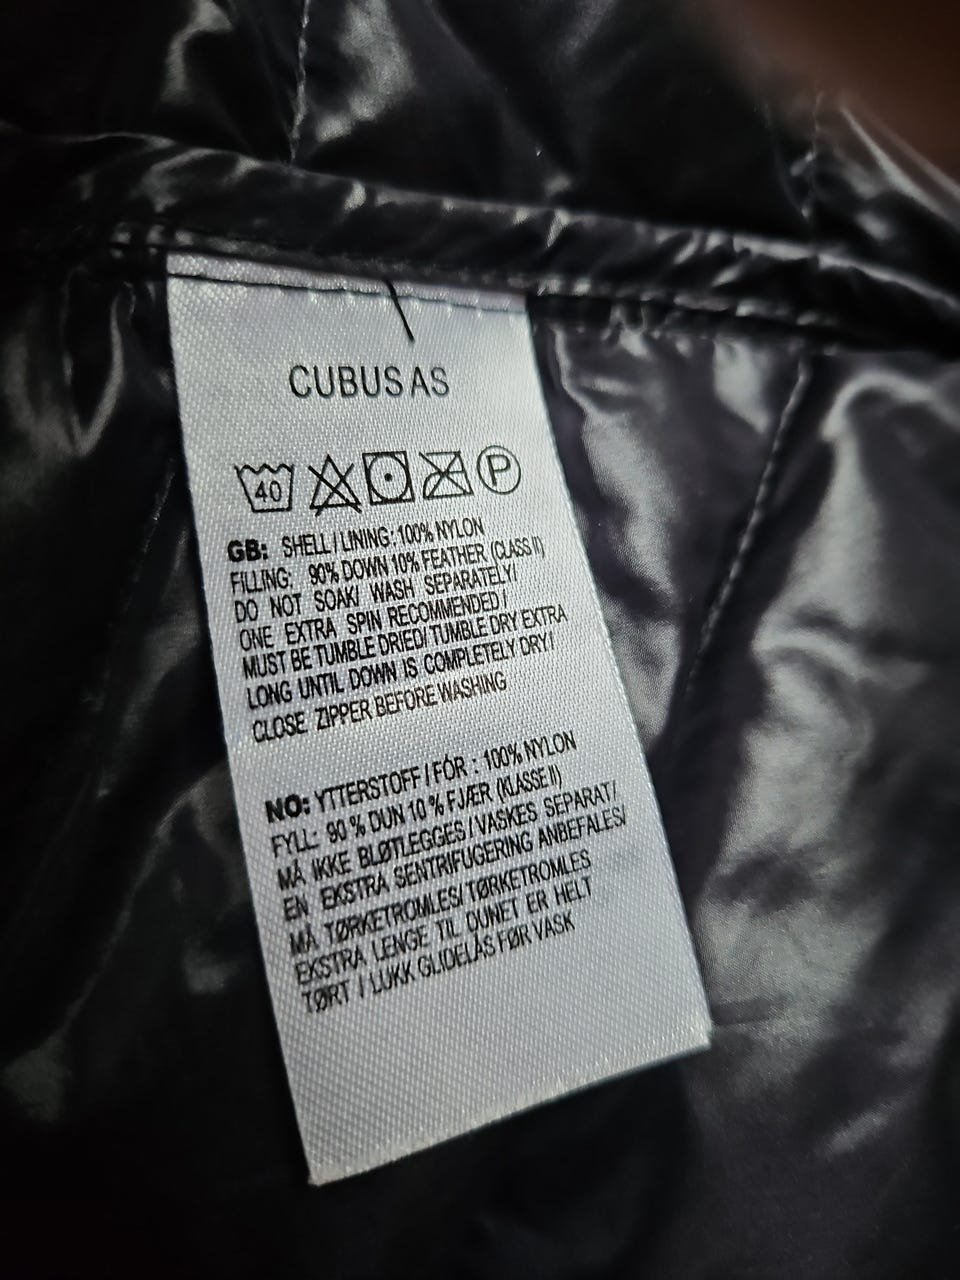 CUBUS AS
40 P
GB: SHELL / LINING: 100% NYLON
FILLING: 90% DOWN 10% FEATHER (CLASS II)
DO NOT SOAK/ WASH SEPARATELY/
ONE EXTRA SPIN RECOMMENDED /
MUST BE TUMBLE DRIED/ TUMBLE DRY EXTRA
LONG UNTIL DOWN IS COMPLETELY DRY/
CLOSE ZIPPER BEFORE WASHING
NO: YTTERSTOFF / FÓR : 100% NYLON
FYLL: 90 % DUN 10 % FJÆR (KLASSE II)
MÅ IKKE BLØTLEGGES / VASKES SEPARAT/
EN EKSTRA SENTRIFUGERING ANBEFALES/
MÅ TØRKETROMLES/ TØRKETROMLES
EKSTRA LENGE TIL DUNET ER HELT
TØRT / LUKK GLIDELÅS FØR VASK